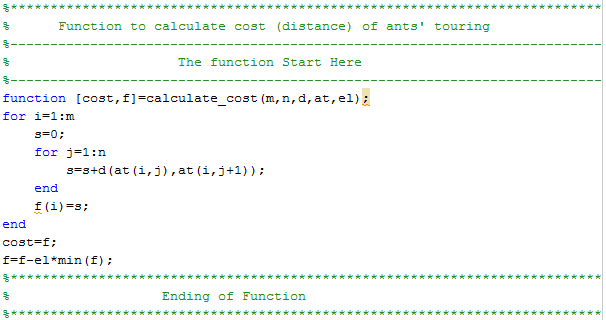 %*************************************************************************
%      Function to calculate cost (distance) of ants' touring
%-------------------------------------------------------------------------
%                     The function Start Here
%-------------------------------------------------------------------------
function [cost,f]=calculate_cost(m,n,d,at,el);
for i=1:m
    s=0;
    for j=1:n
        s=s+d(at(i,j),at(i,j+1));
    end
    f(i)=s;
end
cost=f;
f=f-el*min(f);
%*************************************************************************
%                   Ending of Function
%*************************************************************************